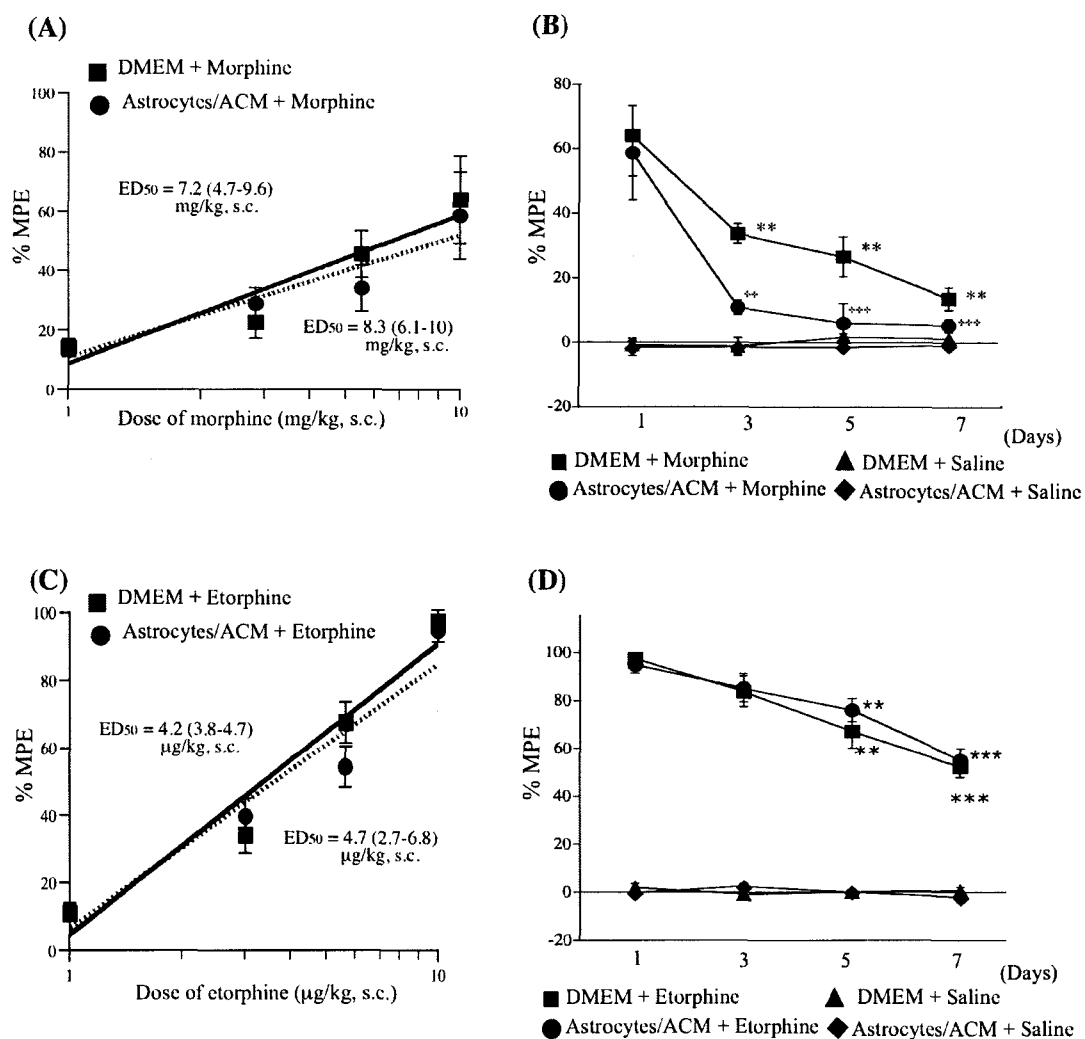 (A)
DMEM + Morphine
Astrocytes/ACM + Morphine
% MPE
100
80
60
40
20
0
ED50 = 7.2 (4.7-9.6)
mg/kg, s.c.
ED50 = 8.3 (6.1-10)
mg/kg, s.c.
1
10
Dose of morphine (mg/kg, s.c.)
(B)
% MPE
80
60
40
20
0
-20
**
**
**
++
+++
+++
1
3
5
7
(Days)
DMEM + Morphine
DMEM + Saline
Astrocytes/ACM + Morphine
Astrocytes/ACM + Saline
(C)
DMEM + Etorphine
Astrocytes/ACM + Etorphine
% MPE
100
80
60
40
20
0
ED50 = 4.2 (3.8-4.7)
µg/kg, s.c.
ED50 = 4.7 (2.7-6.8)
µg/kg, s.c.
1
10
Dose of etorphine (µg/kg, s.c.)
(D)
% MPE
100
80
60
40
20
0
-20
**
**
***
***
1
3
5
7
(Days)
DMEM + Etorphine
DMEM + Saline
Astrocytes/ACM + Etorphine
Astrocytes/ACM + Saline